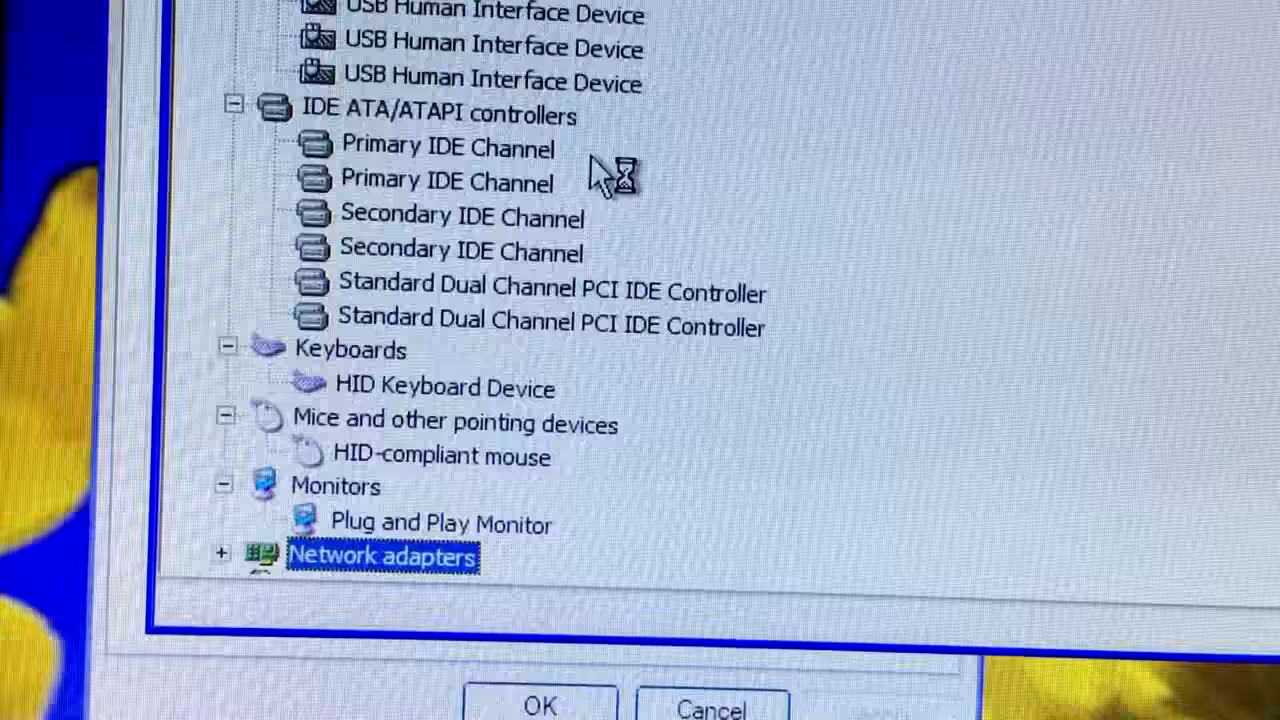 USB Human Interface Device
USB Human Interface Device
USB Human Interface Device
IDE ATA/ATAPI controllers
Primary IDE Channel
Primary IDE Channel
Secondary IDE Channel
Secondary IDE Channel
Standard Dual Channel PCI IDE Controller
Standard Dual Channel PCI IDE Controller
Keyboards
HID Keyboard Device
Mice and other pointing devices
HID-compliant mouse
Monitors
Plug and Play Monitor
Network adapters
OK
Cancel